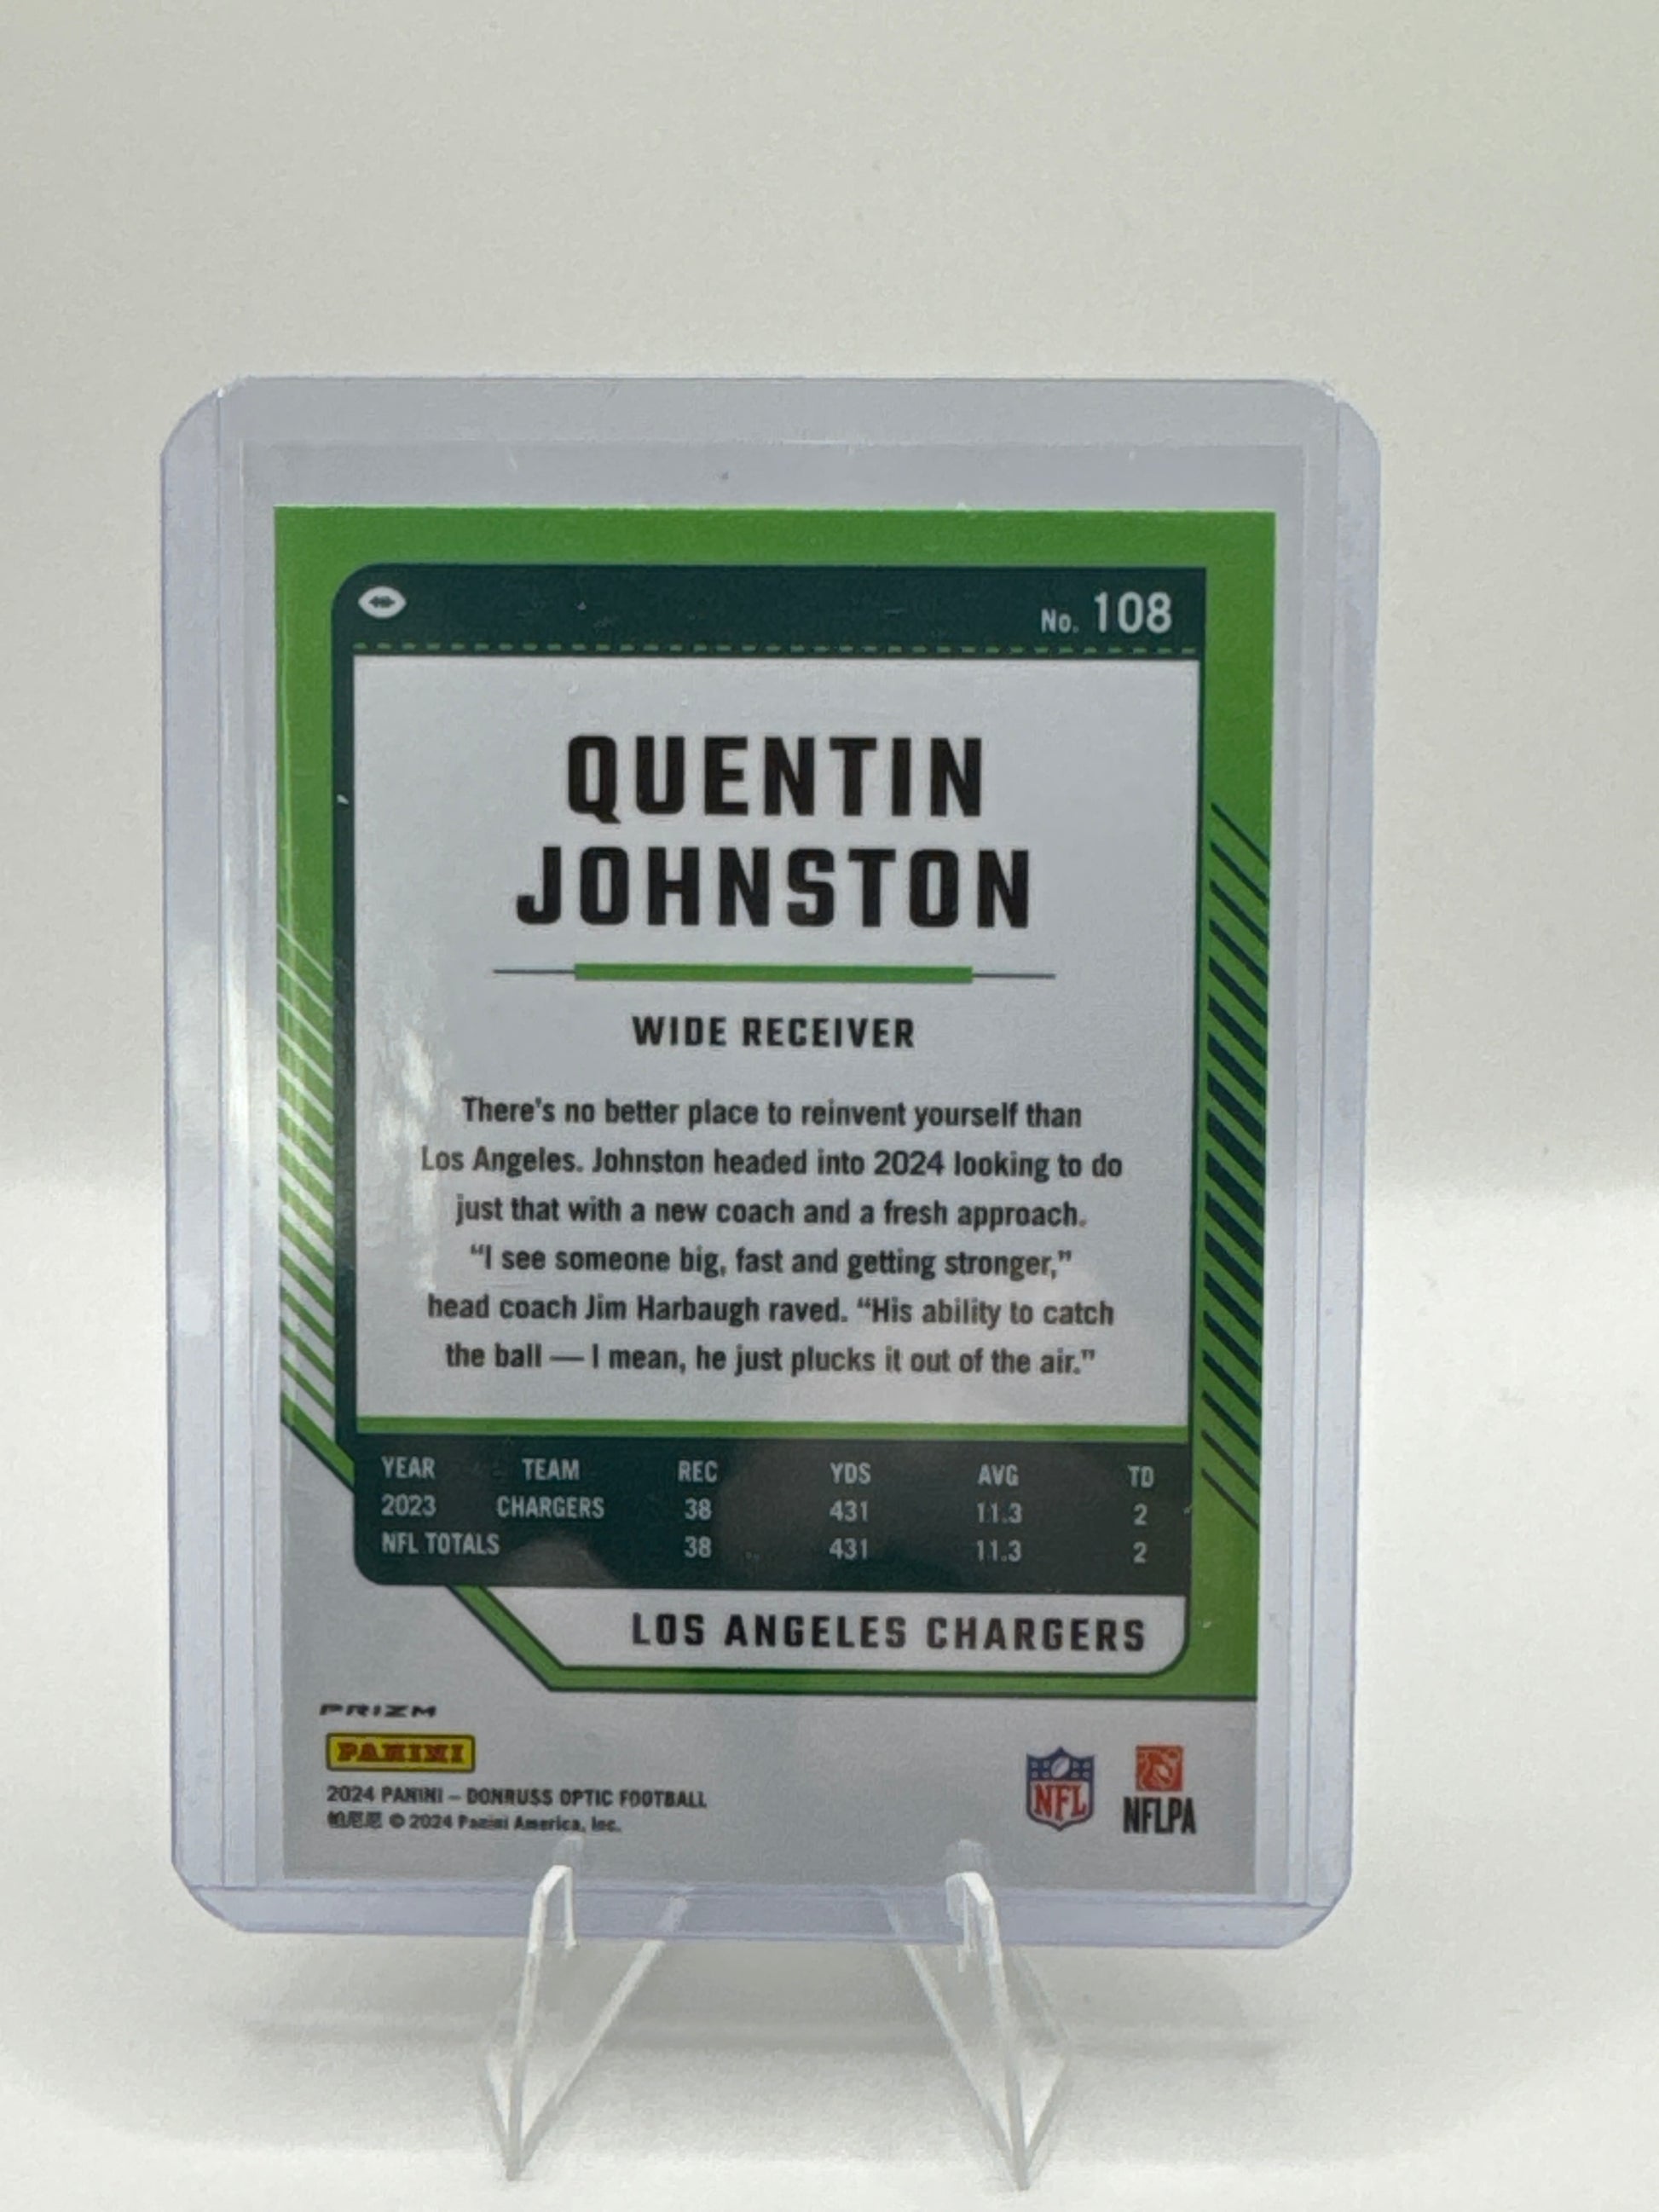 No. 108
QUENTIN
JOHNSTON
WIDE RECEIVER
There's no better place to reinvent yourself than
Los Angeles. Johnston headed into 2024 looking to do
just that with a new coach and a fresh approach.
“I see someone big, fast and getting stronger,”
head coach Jim Harbaugh raved. “His ability to catch
the ball — I mean, he just plucks it out of the air.”
YEAR TEAM REC YDS AVG TD
2023 CHARGERS 38 431 11.3 2
NFL TOTALS 38 431 11.3 2
LOS ANGELES CHARGERS
PRIZM
PANINI
2024 PANINI – DONRUSS OPTIC FOOTBALL
帕尼尼 © 2024 Panini America, Inc.
NFL
NFLPA